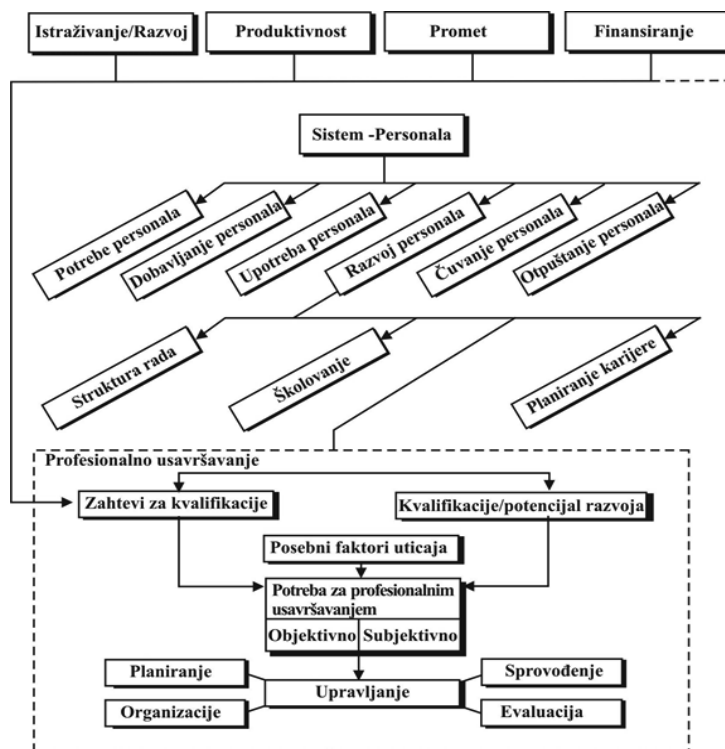 Istraživanje/Razvoj
Produktivnost
Promet
Finansiranje
Sistem -Personala
Potrebe personala
Dobavljanje personala
Upotreba personala
Razvoj personala
Čuvanje personala
Otpuštanje personala
Struktura rada
Školovanje
Planiranje karijere
Profesionalno usavršavanje
Zahtevi za kvalifikacije
Kvalifikacije/potencijal razvoja
Posebni faktori uticaja
Potreba za profesionalnim
usavršavanjem
Objektivno
Subjektivno
Planiranje
Sprovođenje
Upravljanje
Organizacije
Evaluacija